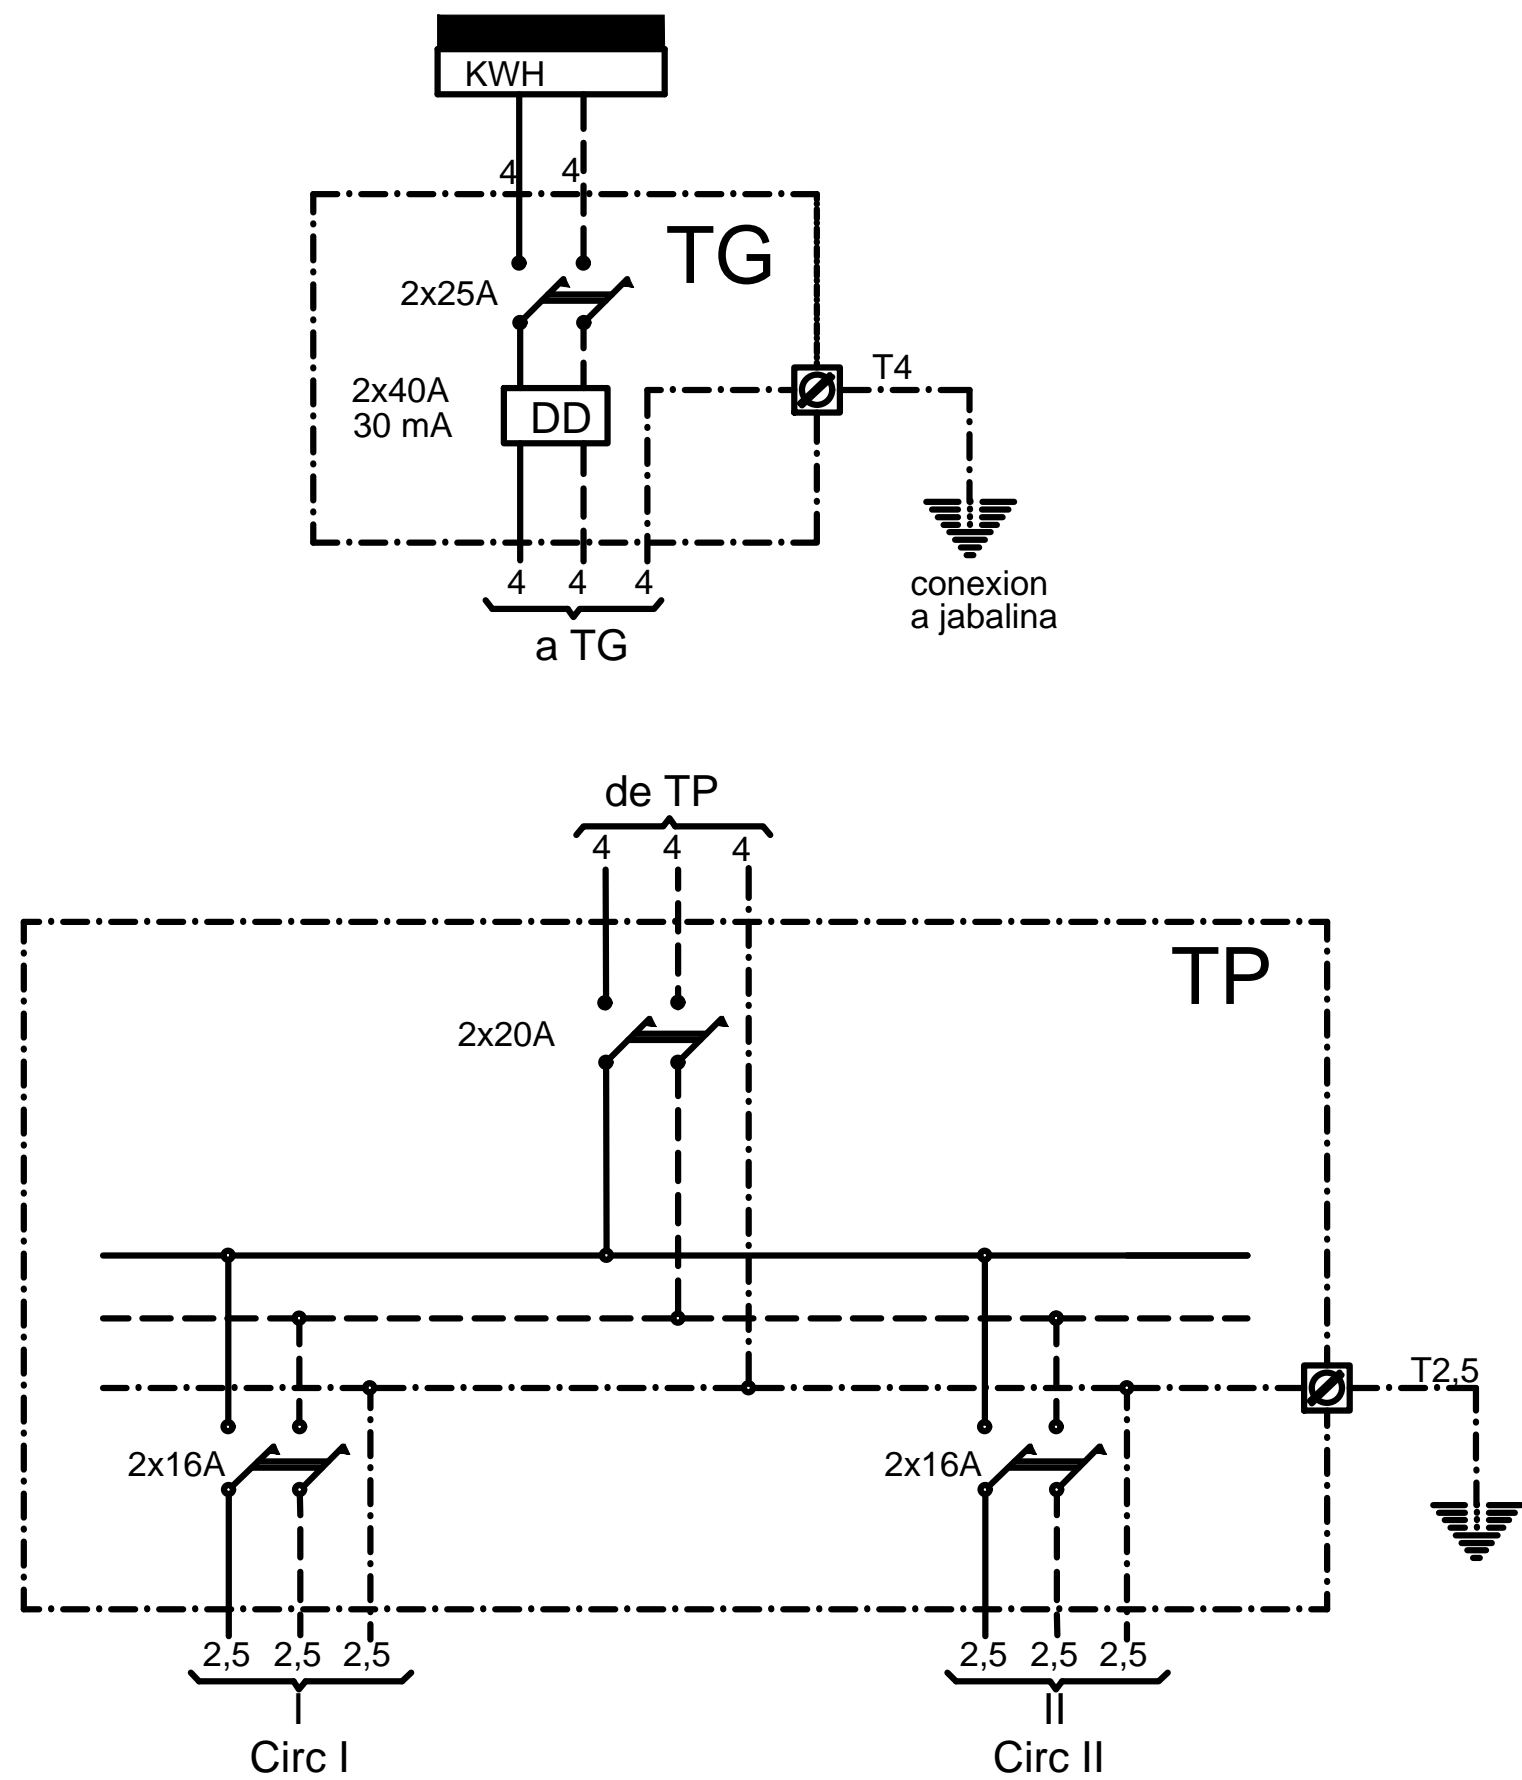 KWH
4 4
TG
2x25A
T4
2x40A
30 mA
DD
4 4 4
conexion
a jabalina
a TG
de TP
4 4 4
TP
2x20A
T2,5
2x16A 2x16A
2,5 2,5 2,5 2,5 2,5 2,5
I II
Circ I Circ II